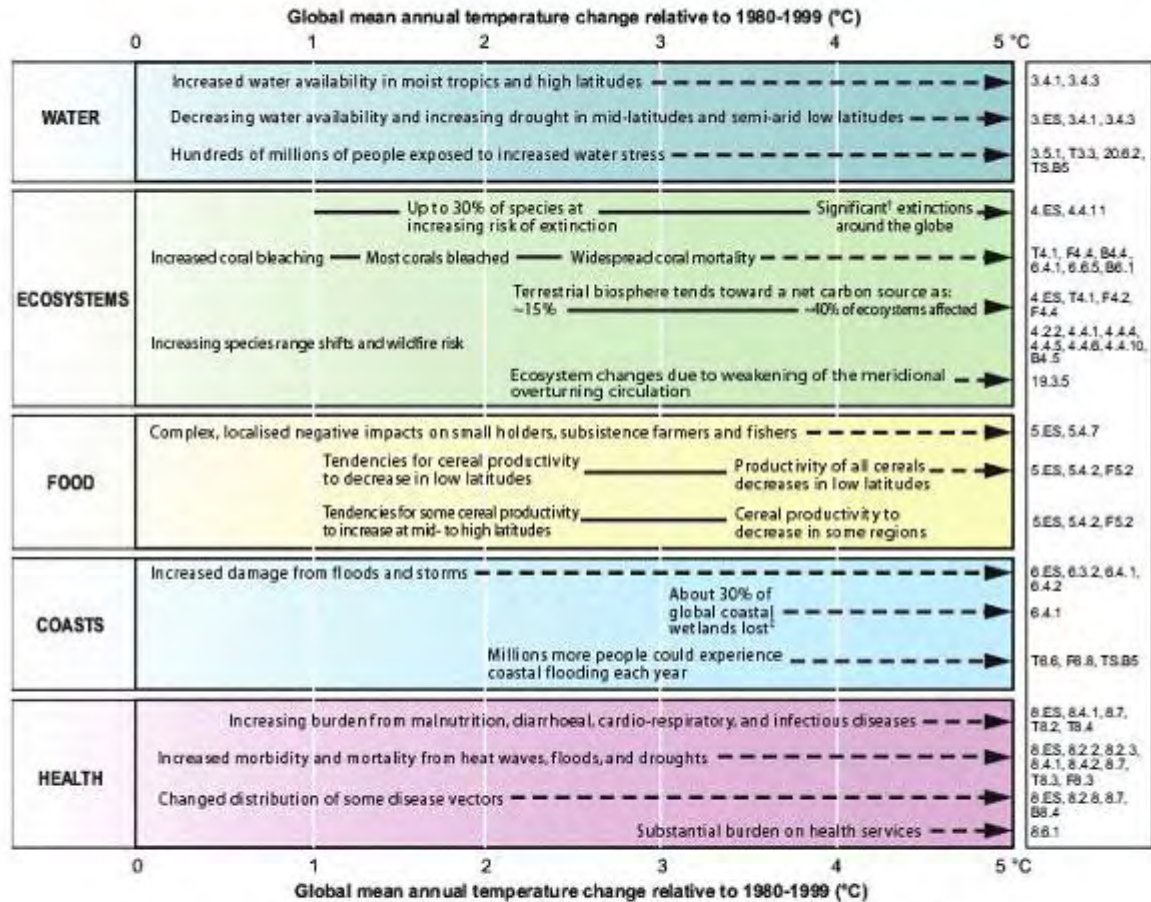 Global mean annual temperature change relative to 1980-1999 (°C)
0 1 2 3 4 5 °C
WATER
Increased water availability in moist tropics and high latitudes
3.4.1, 3.4.3
Decreasing water availability and increasing drought in mid-latitudes and semi-arid low latitudes
3.ES, 3.4.1, 3.4.3
Hundreds of millions of people exposed to increased water stress
3.5.1, T3.3, 20.6.2,
TS.B5
ECOSYSTEMS
Up to 30% of species at
increasing risk of extinction
Significant† extinctions
around the globe
4.ES, 4.4.11
Increased coral bleaching
Most corals bleached
Widespread coral mortality
T4.1, F4.4, B4.4,
6.4.1, 6.6.5, B6.1
Terrestrial biosphere tends toward a net carbon source as:
~15%
~40% of ecosystems affected
4.ES, T4.1, F4.2,
F4.4
Increasing species range shifts and wildfire risk
4.2.2, 4.4.1, 4.4.4,
4.4.5, 4.4.6, 4.4.10,
B4.5
Ecosystem changes due to weakening of the meridional
overturning circulation
19.3.5
FOOD
Complex, localised negative impacts on small holders, subsistence farmers and fishers
5.ES, 5.4.7
Tendencies for cereal productivity
to decrease in low latitudes
Productivity of all cereals
decreases in low latitudes
5.ES, 5.4.2, F5.2
Tendencies for some cereal productivity
to increase at mid- to high latitudes
Cereal productivity to
decrease in some regions
5.ES, 5.4.2, F5.2
COASTS
Increased damage from floods and storms
6.ES, 6.3.2, 6.4.1,
6.4.2
About 30% of
global coastal
wetlands lost‡
6.4.1
Millions more people could experience
coastal flooding each year
T6.6, F6.8, TS.B5
HEALTH
Increasing burden from malnutrition, diarrhoeal, cardio-respiratory, and infectious diseases
8.ES, 8.4.1, 8.7,
T8.2, T8.4
Increased morbidity and mortality from heat waves, floods, and droughts
8.ES, 8.2.2, 8.2.3,
8.4.1, 8.4.2, 8.7,
T8.3, F8.3
Changed distribution of some disease vectors
8.ES, 8.2.8, 8.7,
B8.4
Substantial burden on health services
8.6.1
0 1 2 3 4 5 °C
Global mean annual temperature change relative to 1980-1999 (°C)